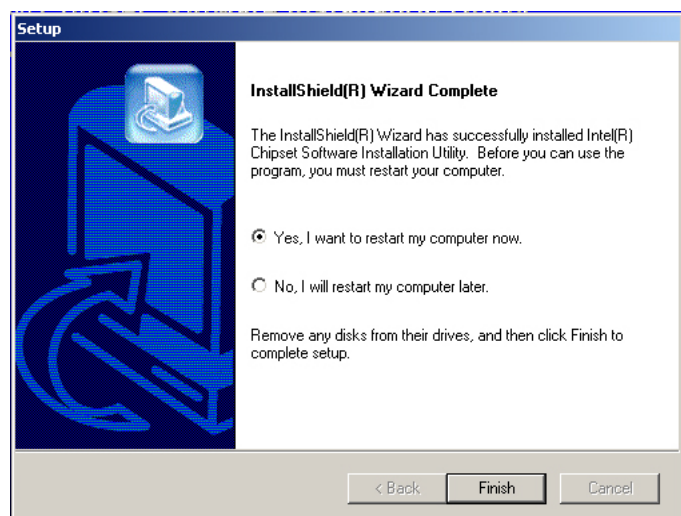 Setup
InstallShield(R) Wizard Complete
The InstallShield(R) Wizard has successfully installed Intel(R)
Chipset Software Installation Utility.  Before you can use the
program, you must restart your computer.
Yes, I want to restart my computer now.
No, I will restart my computer later.
Remove any disks from their drives, and then click Finish to
complete setup.
< Back
Finish
Cancel